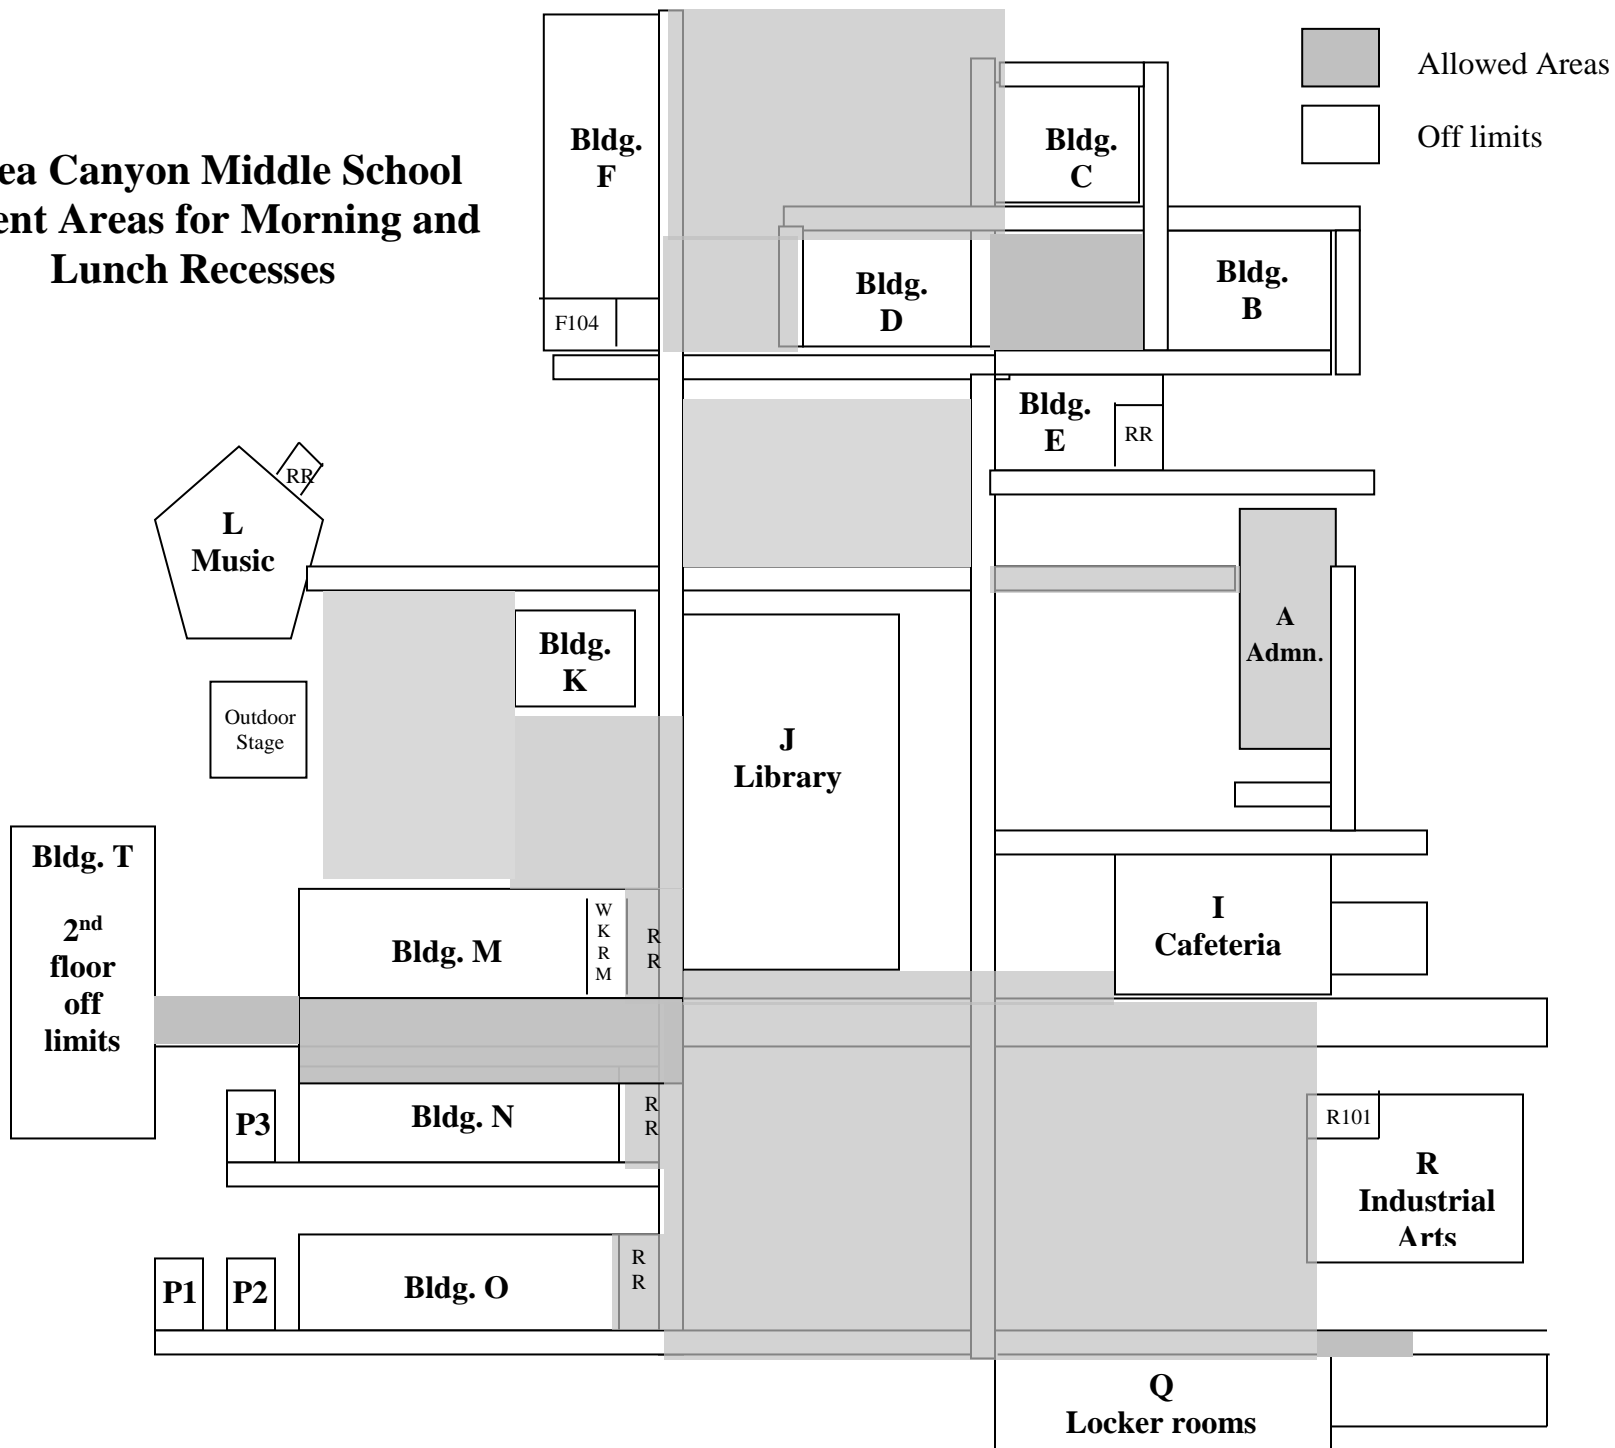 ea Canyon Middle School
ent Areas for Morning and
Lunch Recesses
Allowed Areas
Off limits
Bldg.
F
F104
Bldg.
C
Bldg.
D
Bldg.
B
Bldg.
E
RR
RR
L
Music
A
Admn.
Bldg.
K
Outdoor
Stage
J
Library
Bldg. T
2nd
floor
off
limits
Bldg. M
W
K
R
M
R
R
I
Cafeteria
P3
Bldg. N
R
R
R101
R
Industrial
Arts
P1
P2
Bldg. O
R
R
Q
Locker rooms